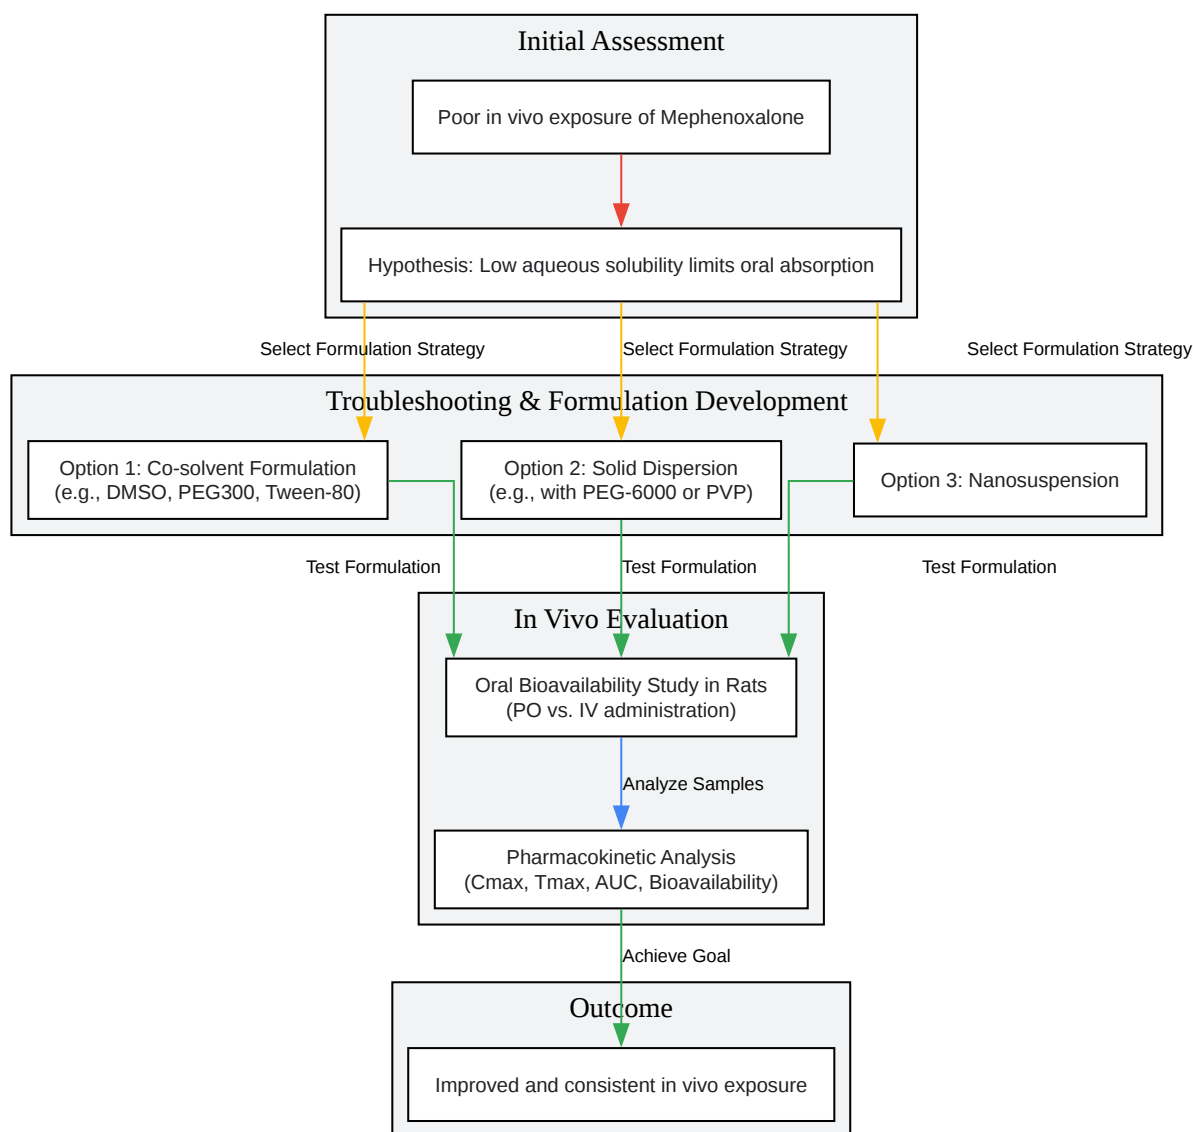 Initial Assessment
Poor in vivo exposure of Mephenoxalone
Hypothesis: Low aqueous solubility limits oral absorption
Select Formulation Strategy
Select Formulation Strategy
Select Formulation Strategy
Troubleshooting & Formulation Development
Option 1: Co-solvent Formulation
(e.g., DMSO, PEG300, Tween-80)
Option 2: Solid Dispersion
(e.g., with PEG-6000 or PVP)
Option 3: Nanosuspension
Test Formulation
Test Formulation
Test Formulation
In Vivo Evaluation
Oral Bioavailability Study in Rats
(PO vs. IV administration)
Analyze Samples
Pharmacokinetic Analysis
(Cmax, Tmax, AUC, Bioavailability)
Achieve Goal
Outcome
Improved and consistent in vivo exposure